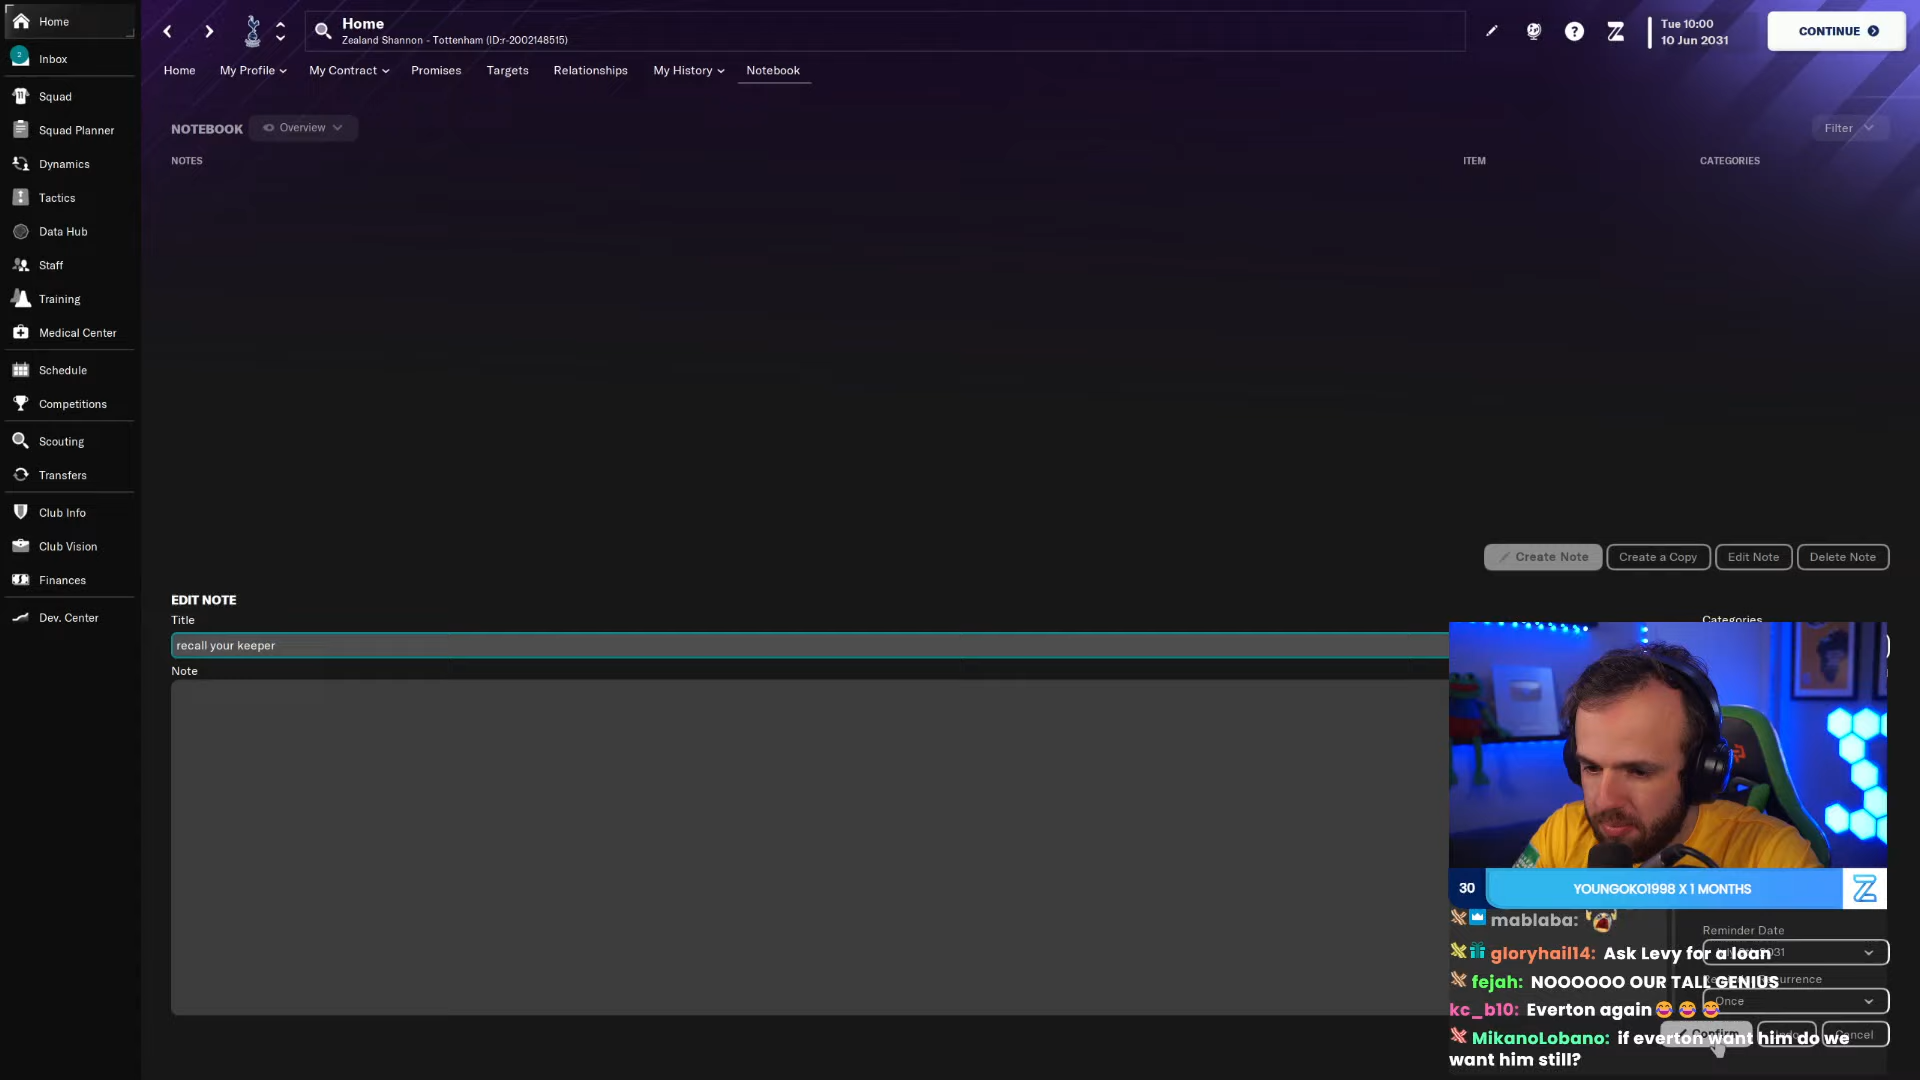 Home
2
Inbox
Squad
Squad Planner
Dynamics
Tactics
Data Hub
Staff
Training
Medical Center
Schedule
Competitions
Scouting
Transfers
Club Info
Club Vision
Finances
Dev. Center
Home
Zealand Shannon - Tottenham (ID:r-2002148515)
Tue 10:00
10 Jun 2031
CONTINUE
Home My Profile My Contract Promises Targets Relationships My History Notebook
NOTEBOOK Overview Filter
NOTES ITEM CATEGORIES
Create Note Create a Copy Edit Note Delete Note
EDIT NOTE
Title
recall your keeper
Note
Categories
30 YOUNGOKO1998 X 1 MONTHS
mablaba:
Reminder Date
gloryhail14: Ask Levy for a loan
fejah: NOOOOOO OUR TALL GENIUS
Once
kc_b10: Everton again
Confirm Cancel
MikanoLobano: if everton want him do we
want him still?